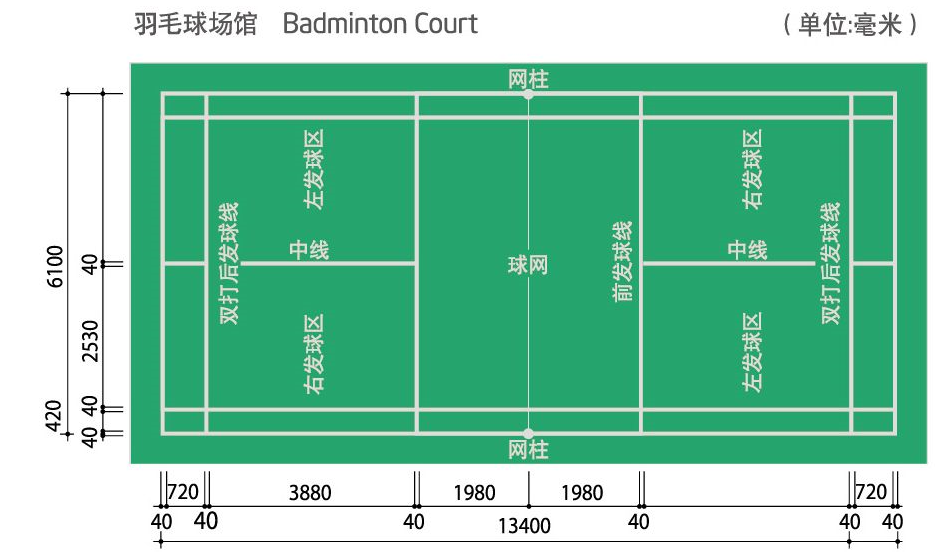 羽毛球场馆 Badminton Court
(单位:毫米)
网柱
左发球区
右发球区
双打后发球线
中线
球网
前发球线
中线
双打后发球线
右发球区
左发球区
网柱
6100
40
2530
40
420
40
720
3880
1980
1980
720
40
40
40
13400
40
40
40